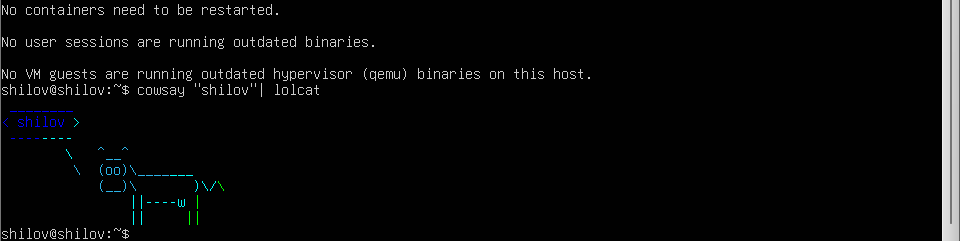 No containers need to be restarted.

No user sessions are running outdated binaries.

No VM guests are running outdated hypervisor (qemu) binaries on this host.
shilov@shilov:~$ cowsay "shilov"| lolcat
 ________
< shilov >
 --------
        \   ^__^
         \  (oo)\_______
            (__)\       )\/\
                ||----w |
                ||     ||
shilov@shilov:~$